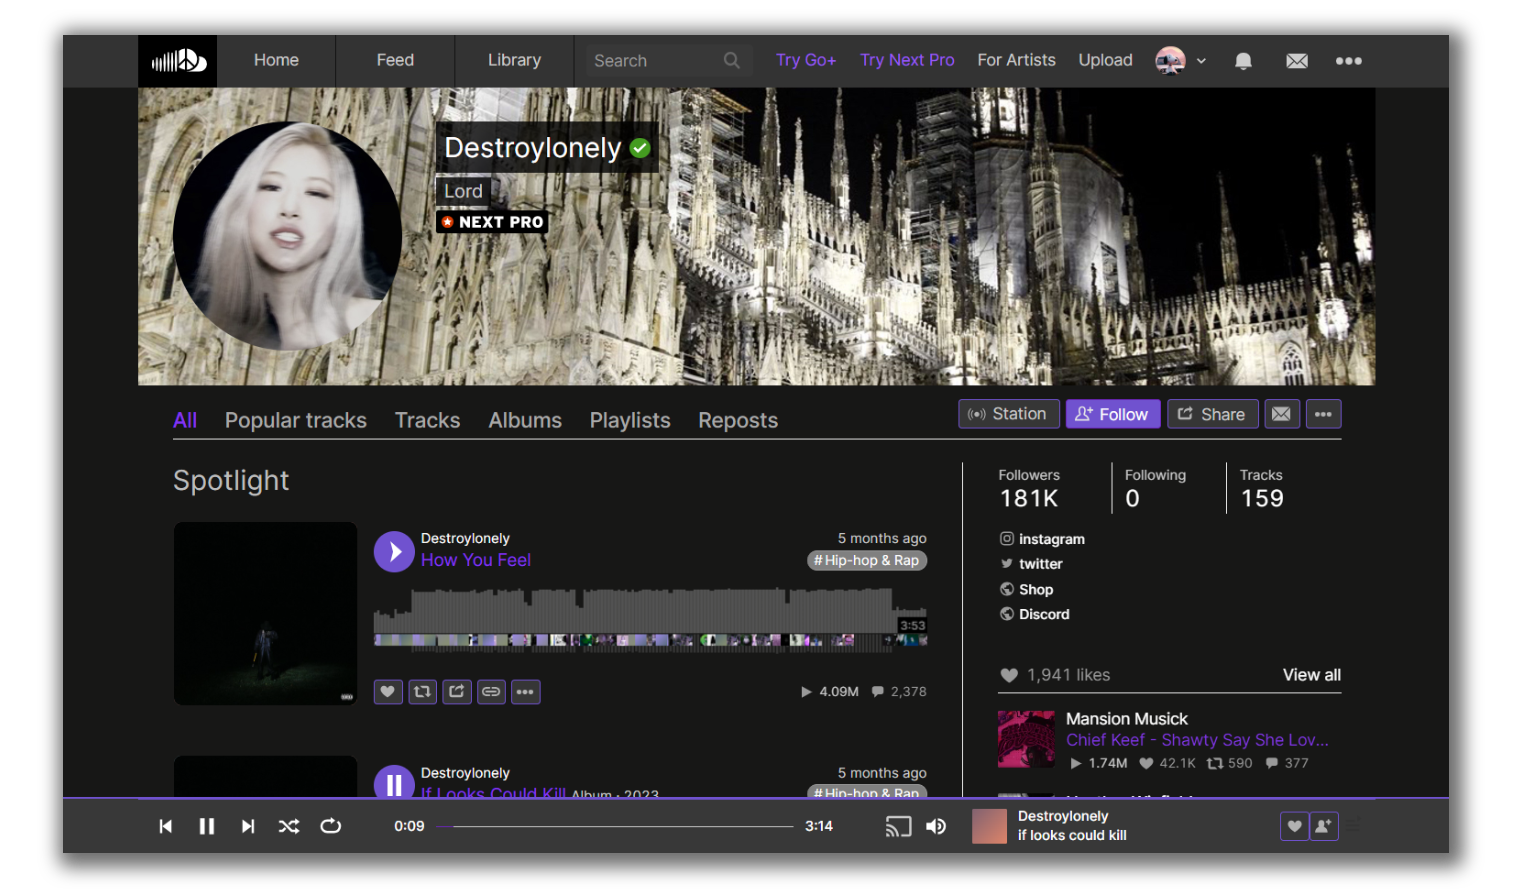 Home Feed Library Search Try Go+ Try Next Pro For Artists Upload
Destroylonely
Lord
NEXT PRO
All Popular tracks Tracks Albums Playlists Reposts Station Follow Share
Spotlight
Followers Following Tracks
181K 0 159
Destroylonely 5 months ago
How You Feel #Hip-hop & Rap
3:53
4.09M 2,378
instagram
twitter
Shop
Discord
1,941 likes View all
Mansion Musick
Chief Keef - Shawty Say She Lov...
1.74M 42.1K 590 377
Destroylonely 5 months ago
If Looks Could Kill Album · 2023 #Hip-hop & Rap
0:09 3:14
Destroylonely
if looks could kill